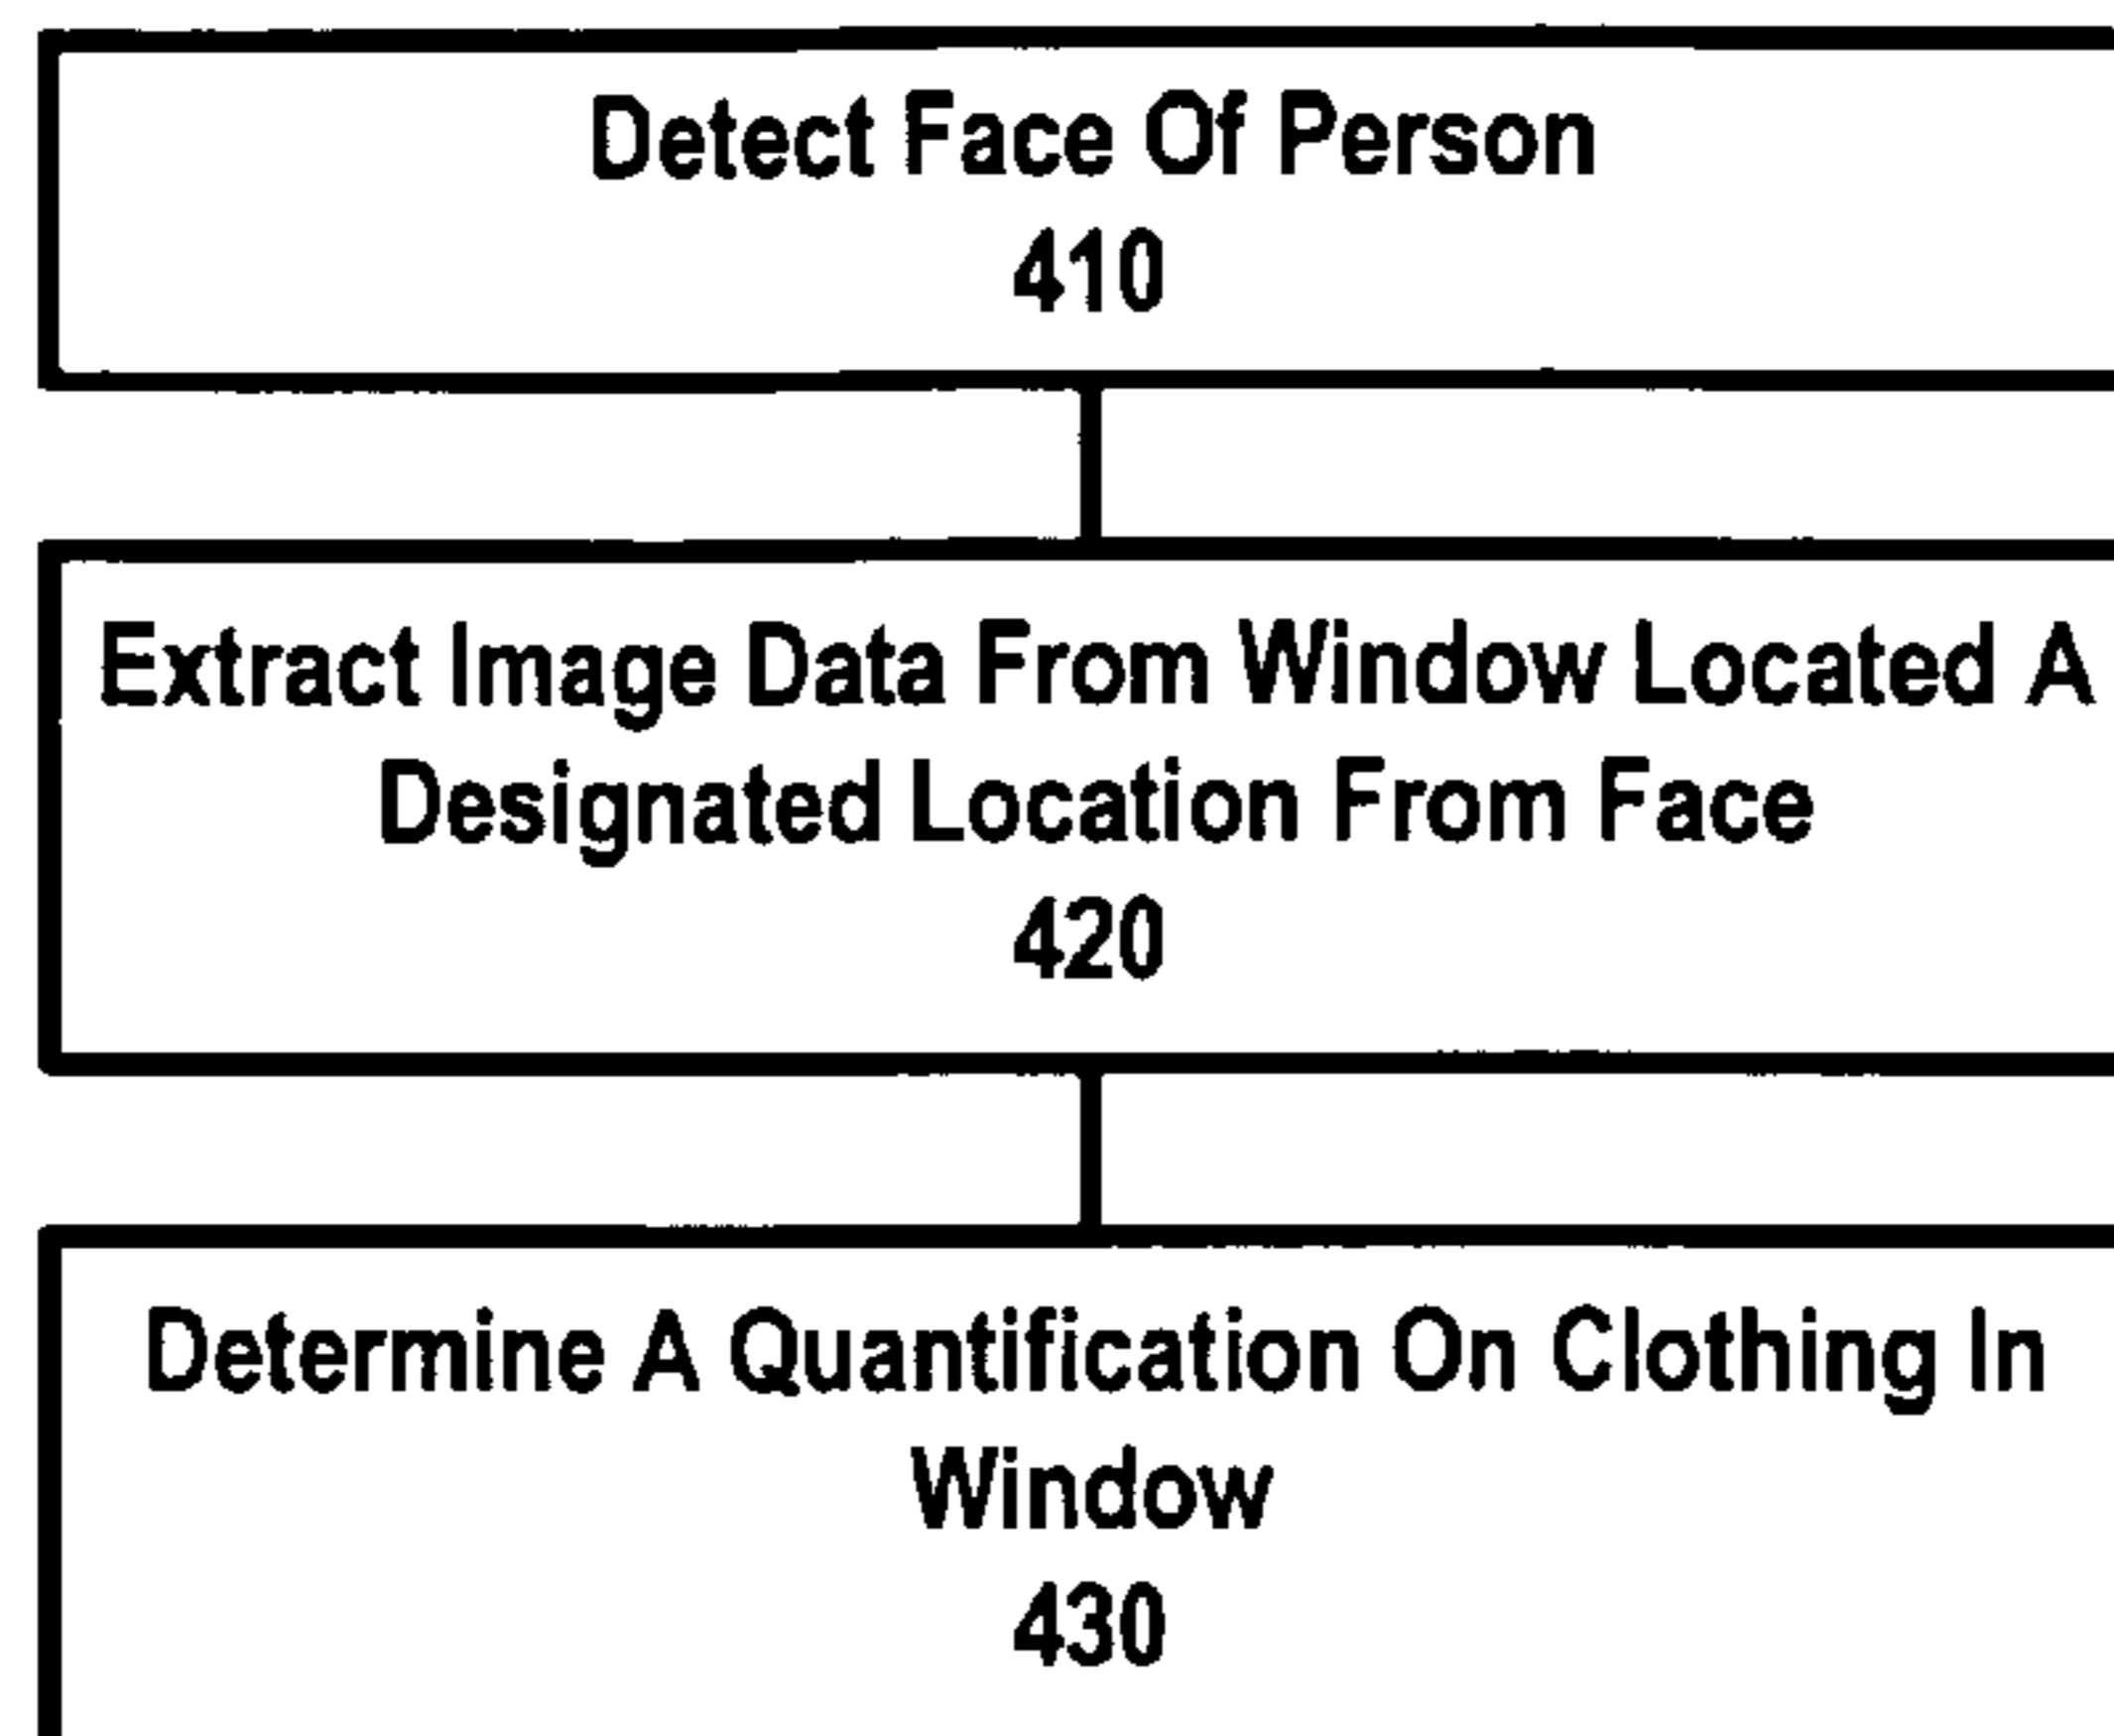 Detect Face Of Person
410
Extract Image Data From Window Located A
Designated Location From Face
420
Determine A Quantification On Clothing In
Window
430